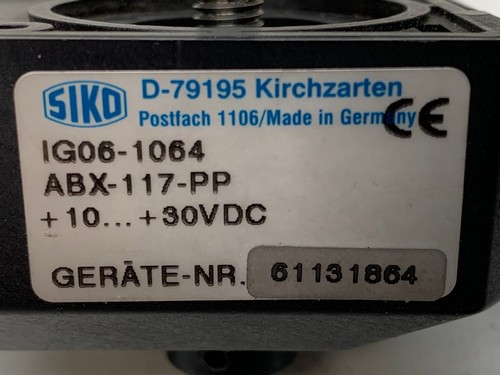 SIKO D-79195 Kirchzarten
Postfach 1106/Made in Germany CE
IG06-1064
ABX-117-PP
+10...+30VDC
GERÄTE-NR. 61131864